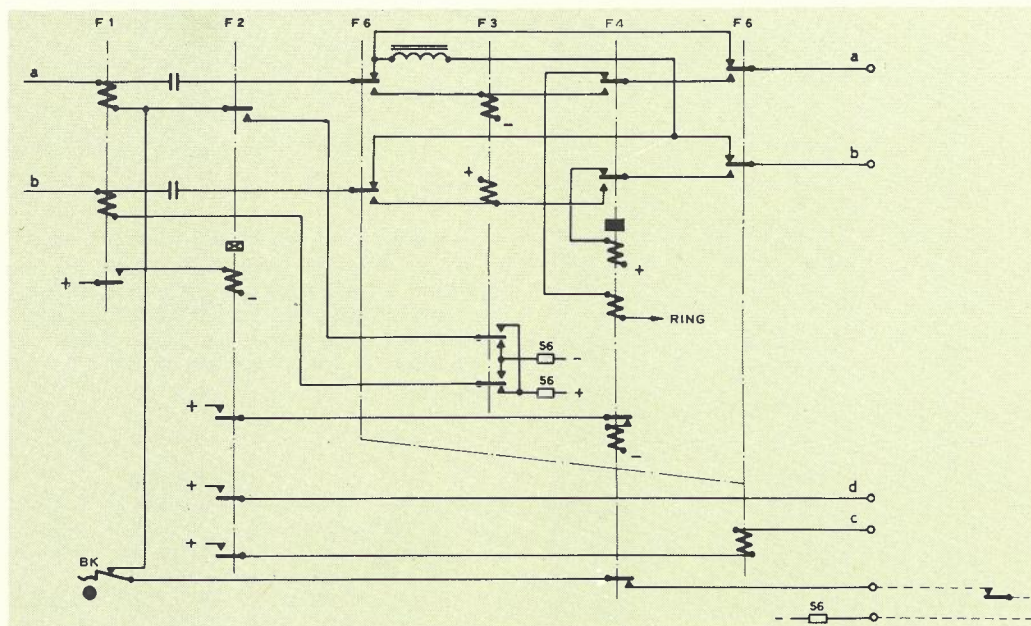 F 1 F 2 F 6 F 3 F 4 F 6
a a
-
b b
+
+
+ -
RING
56 -
56 +
+
-
+ d
c
+
BK
- 56